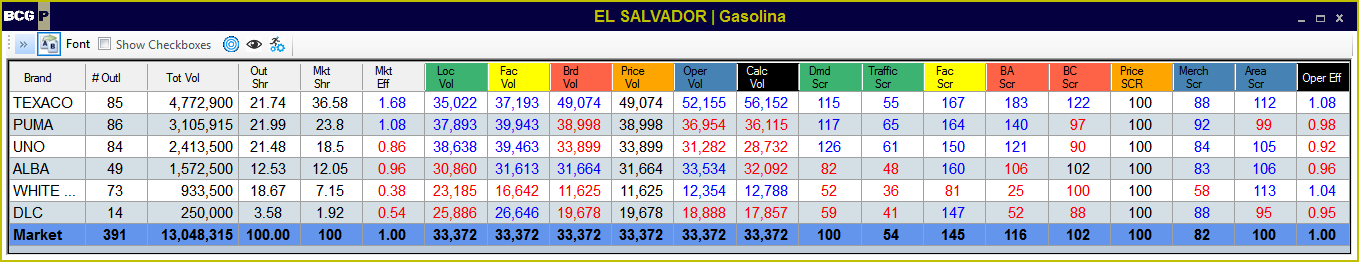 BCG P EL SALVADOR | Gasolina
» Font Show Checkboxes
Brand # Outl Tot Vol Out Shr Mkt Shr Mkt Eff Loc Vol Fac Vol Brd Vol Price Vol Oper Vol Calc Vol Dmd Scr Traffic Scr Fac Scr BA Scr BC Scr Price SCR Merch Scr Area Scr Oper Eff
TEXACO 85 4,772,900 21.74 36.58 1.68 35,022 37,193 49,074 49,074 52,155 56,152 115 55 167 183 122 100 88 112 1.08
PUMA 86 3,105,915 21.99 23.8 1.08 37,893 39,943 38,998 38,998 36,954 36,115 117 65 164 140 97 100 92 99 0.98
UNO 84 2,413,500 21.48 18.5 0.86 38,638 39,463 33,899 33,899 31,282 28,732 126 61 150 121 90 100 84 105 0.92
ALBA 49 1,572,500 12.53 12.05 0.96 30,860 31,613 31,664 31,664 33,534 32,092 82 48 160 106 102 100 83 106 0.96
WHITE ... 73 933,500 18.67 7.15 0.38 23,185 16,642 11,625 11,625 12,354 12,788 52 36 81 25 100 100 58 113 1.04
DLC 14 250,000 3.58 1.92 0.54 25,886 26,646 19,678 19,678 18,888 17,857 59 41 147 52 88 100 88 95 0.95
Market 391 13,048,315 100.00 100 1.00 33,372 33,372 33,372 33,372 33,372 33,372 100 54 145 116 102 100 82 100 1.00